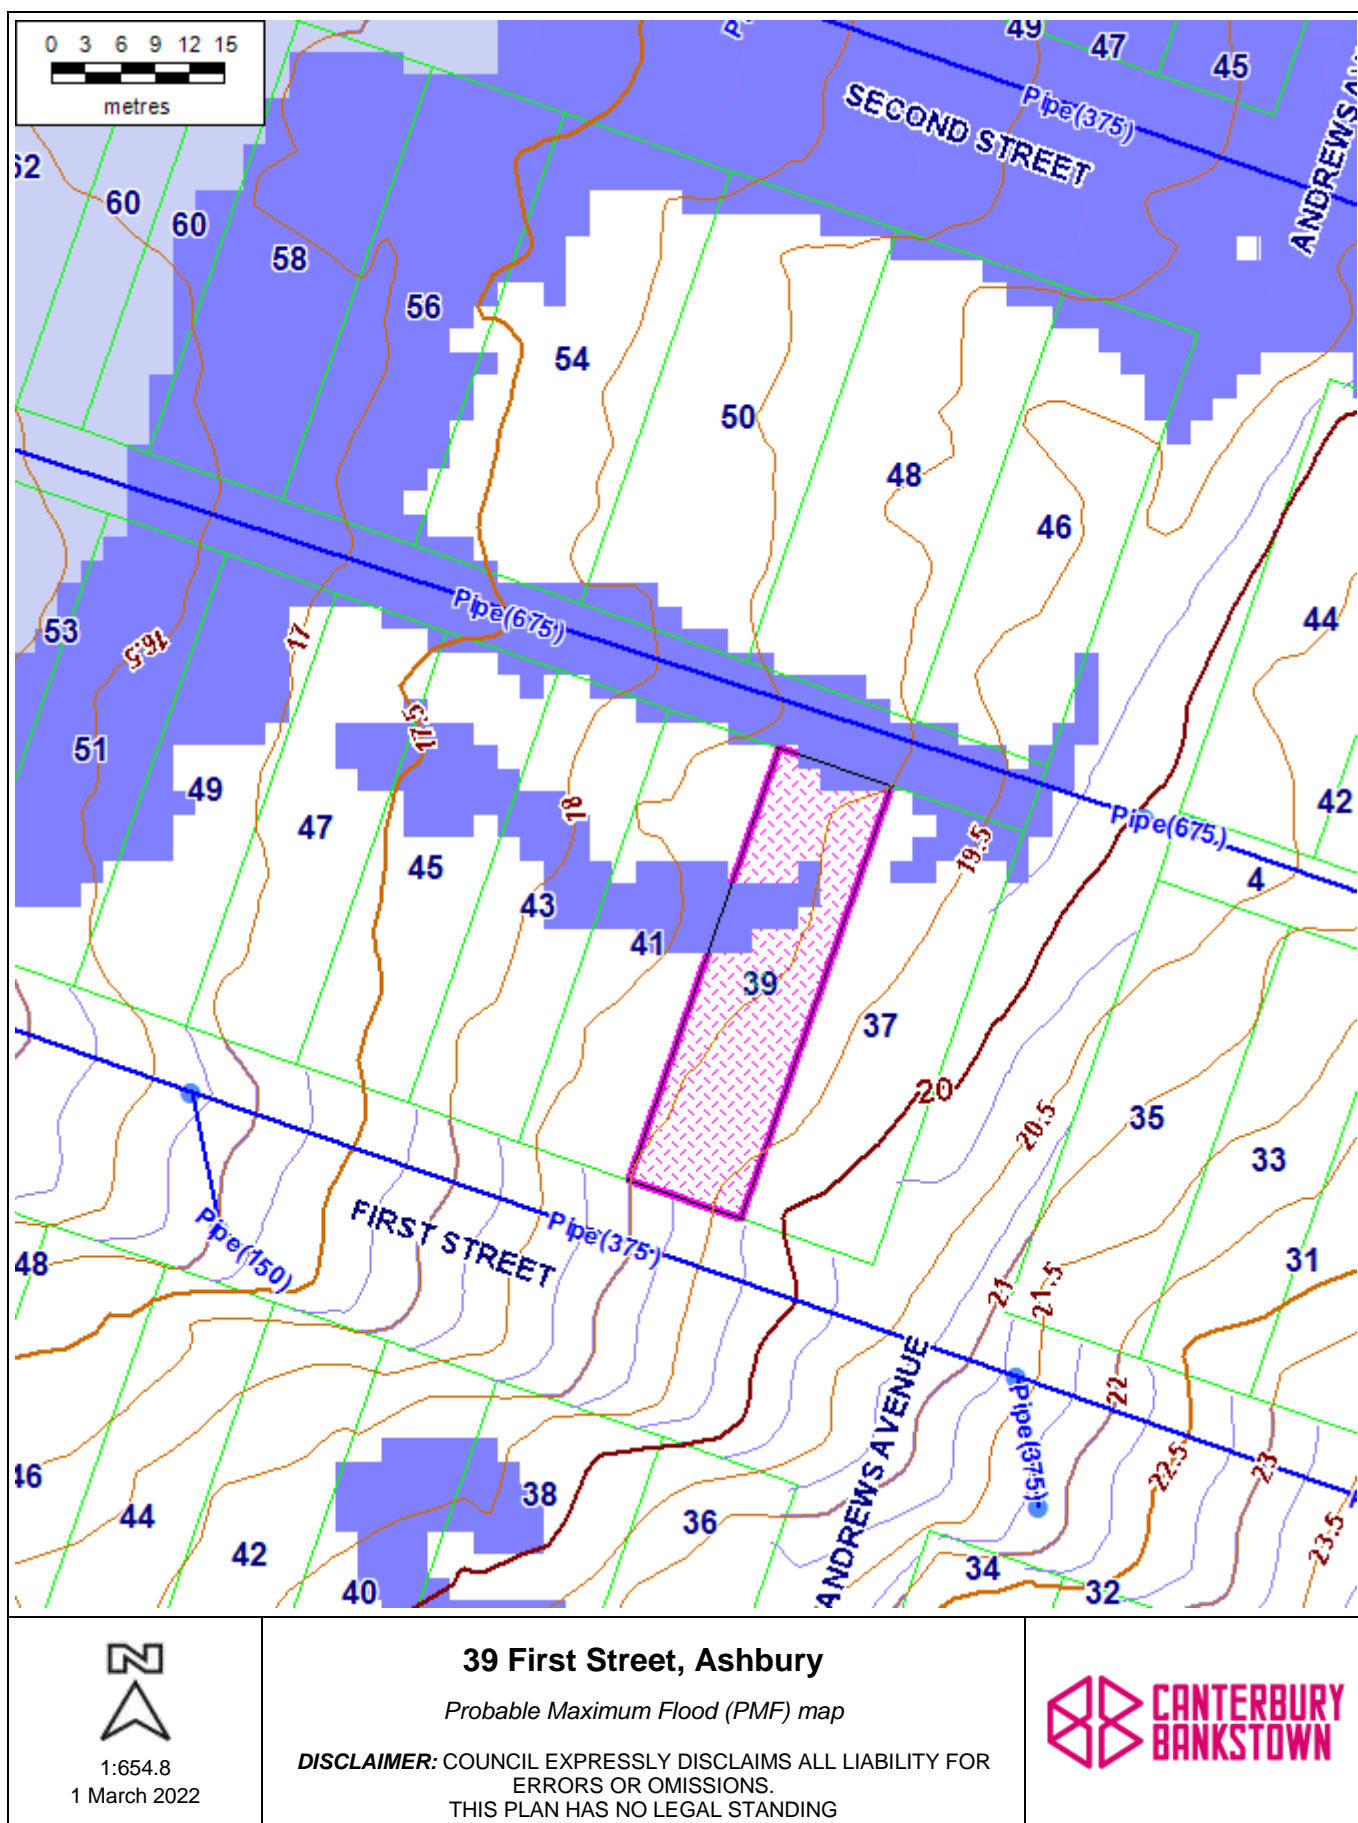 0 3 6 9 12 15
metres
49
47
45
Pipe(375)
SECOND STREET
62
60
60
58
56
54
50
48
46
44
42
4
Pipe(675)
Pipe(675)
53
51
49
47
45
43
41
39
37
35
33
31
16.5
17
17.5
18
19.5
20
20.5
21
21.5
22
22.5
23
23.5
FIRST STREET
Pipe(375)
Pipe(150)
Pipe(375)
ANDREWS AVENUE
48
46
44
42
40
38
36
34
32
N
1:654.8
1 March 2022
39 First Street, Ashbury
Probable Maximum Flood (PMF) map
DISCLAIMER: COUNCIL EXPRESSLY DISCLAIMS ALL LIABILITY FOR
ERRORS OR OMISSIONS.
THIS PLAN HAS NO LEGAL STANDING
CANTERBURY
BANKSTOWN